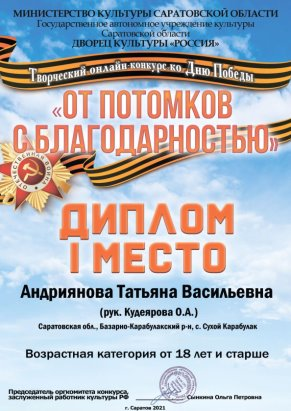 МИНИСТЕРСТВО КУЛЬТУРЫ САРАТОВСКОЙ ОБЛАСТИ
Государственное автономное учреждение культуры
Саратовской области
ДВОРЕЦ КУЛЬТУРЫ «РОССИЯ»
Творческий онлайн-конкурс ко Дню Победы
«ОТ ПОТОМКОВ
С БЛАГОДАРНОСТЬЮ»
ОТЕЧЕСТВЕННАЯ ВОЙНА
ДИПЛОМ
I МЕСТО
Андриянова Татьяна Васильевна
(рук. Кудеярова О.А.)
Саратовская обл., Базарно-Карабулакский р-н, с. Сухой Карабулак
Возрастная категория от 18 лет и старше
Председатель оргкомитета конкурса,
заслуженный работник культуры РФ
Сынкина Ольга Петровна
г. Саратов 2021